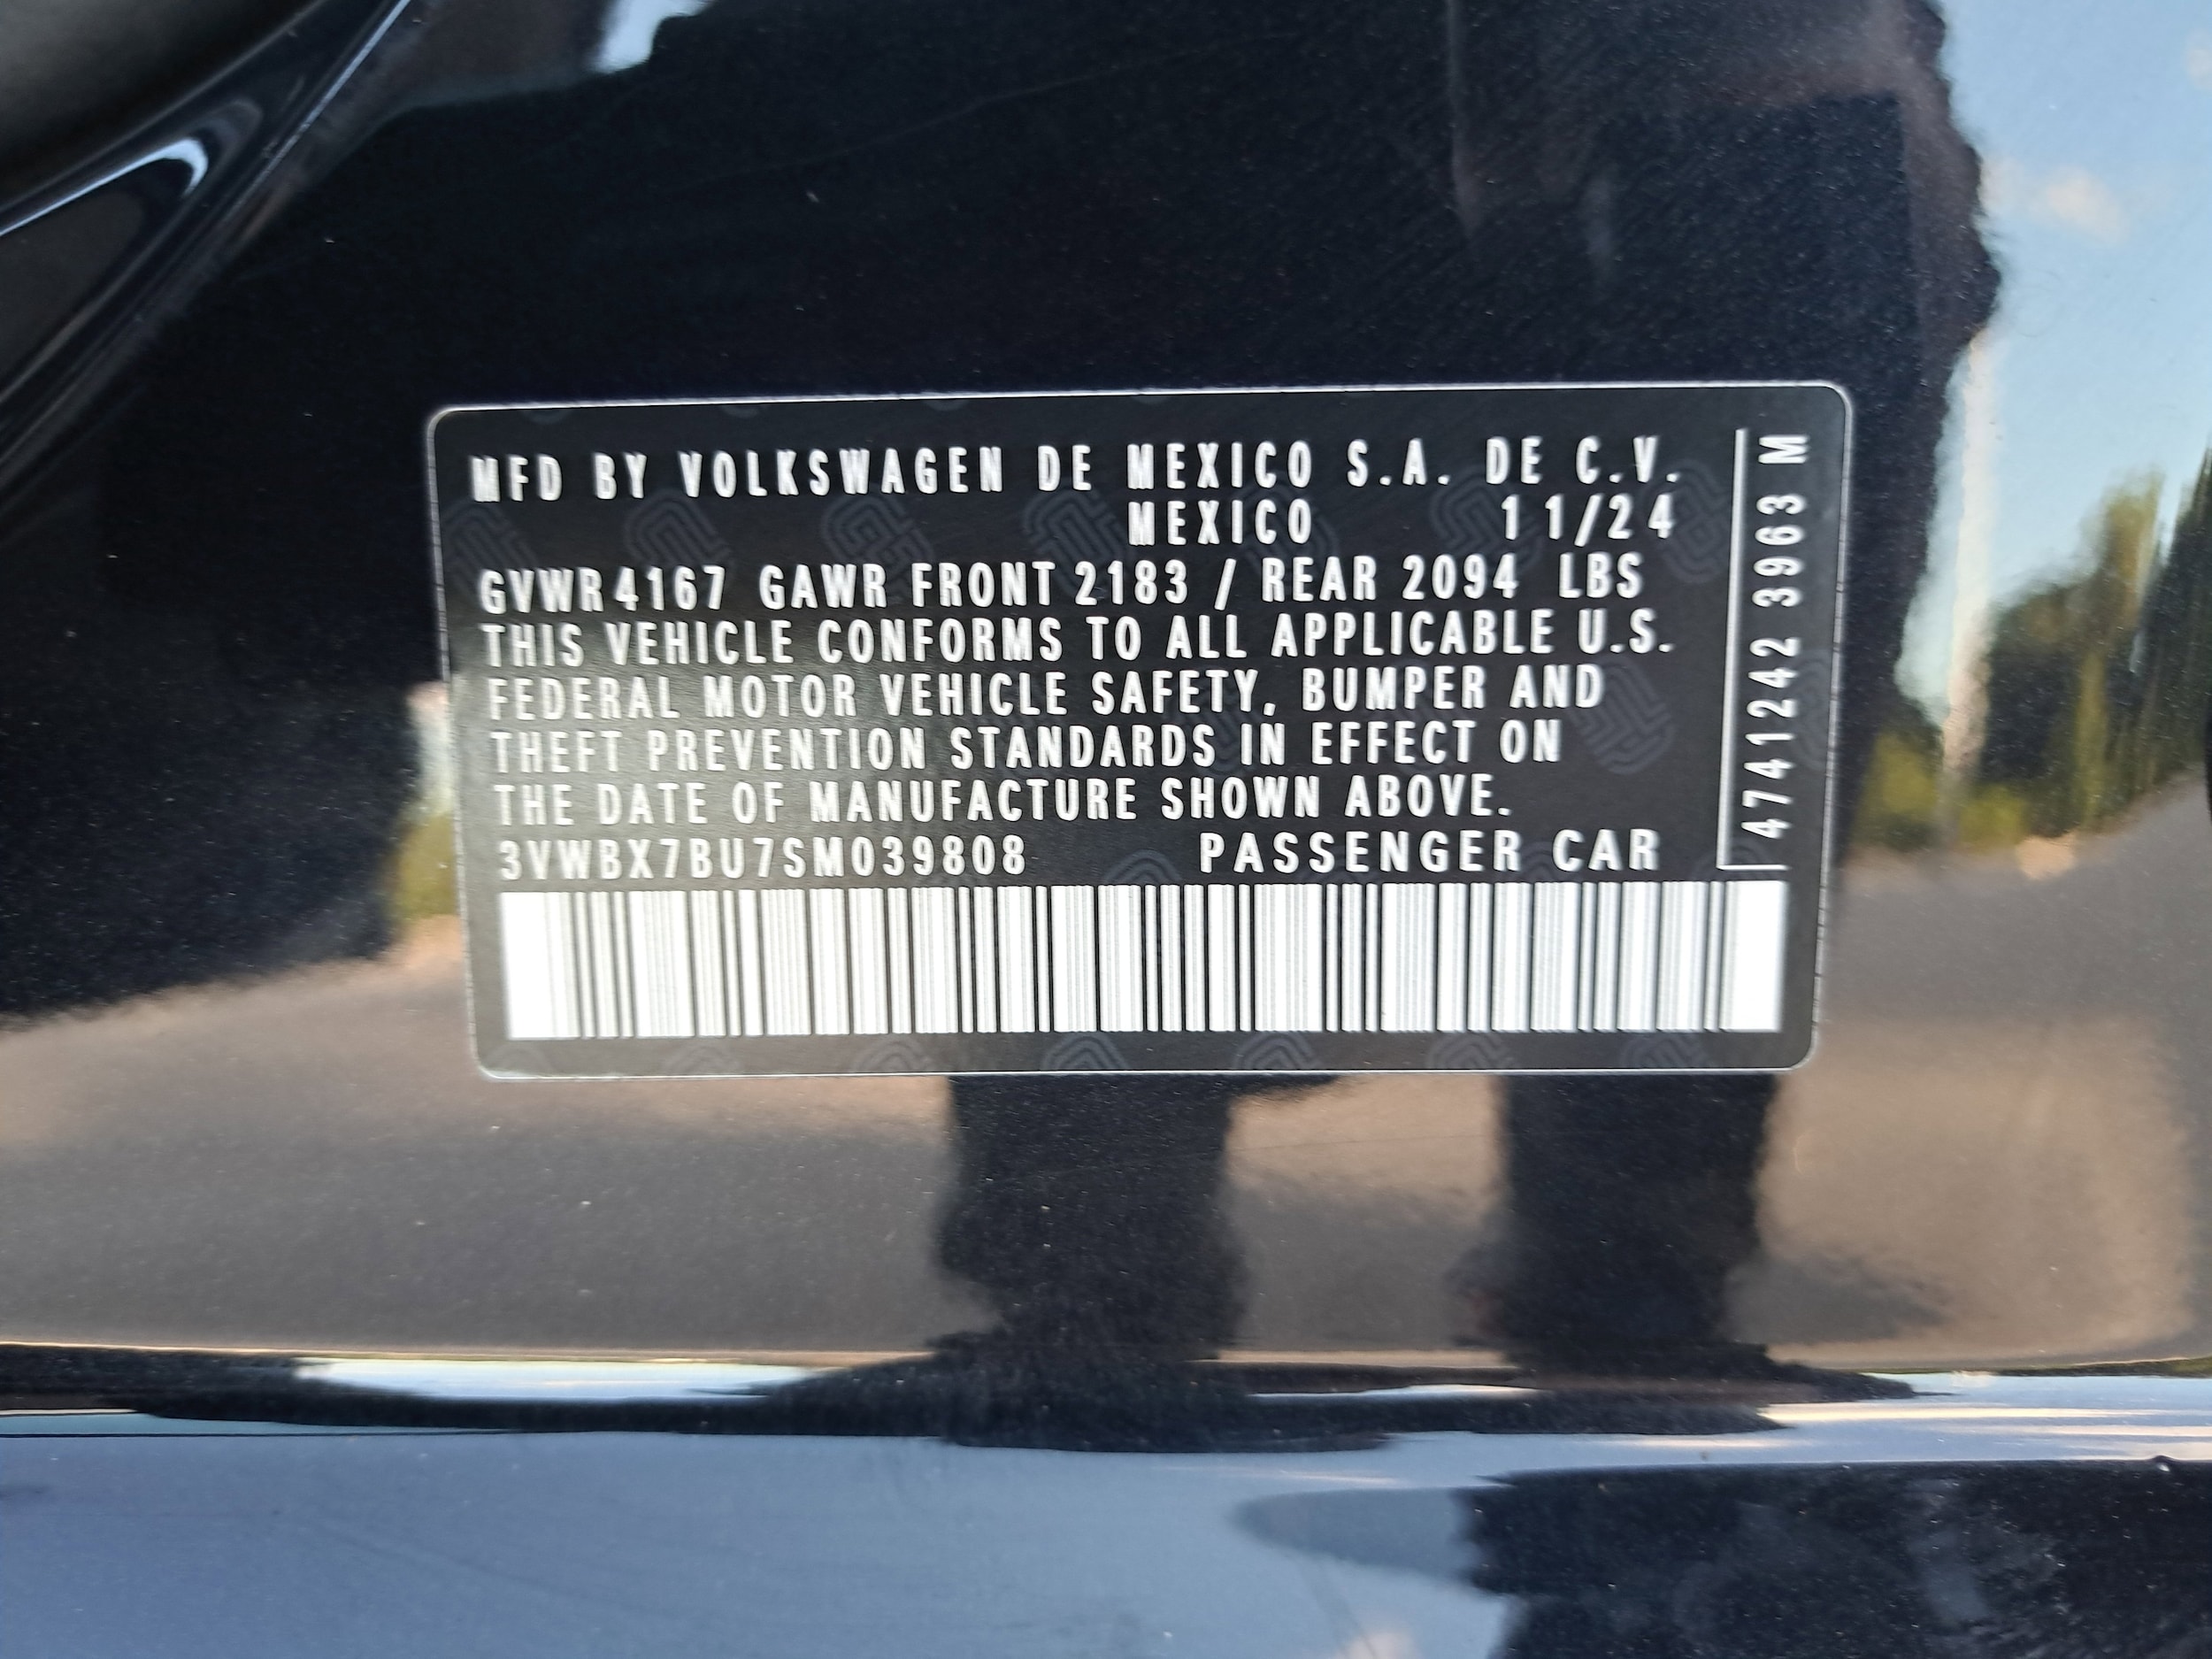 MFD BY VOLKSWAGEN DE MEXICO S.A. DE C.V.
MEXICO 11/24
GVWR 4167 GAWR FRONT 2183 / REAR 2094 LBS
THIS VEHICLE CONFORMS TO ALL APPLICABLE U.S.
FEDERAL MOTOR VEHICLE SAFETY, BUMPER AND
THEFT PREVENTION STANDARDS IN EFFECT ON
THE DATE OF MANUFACTURE SHOWN ABOVE.
3VWBX7BU7SM039808 PASSENGER CAR
4741242 3963 M